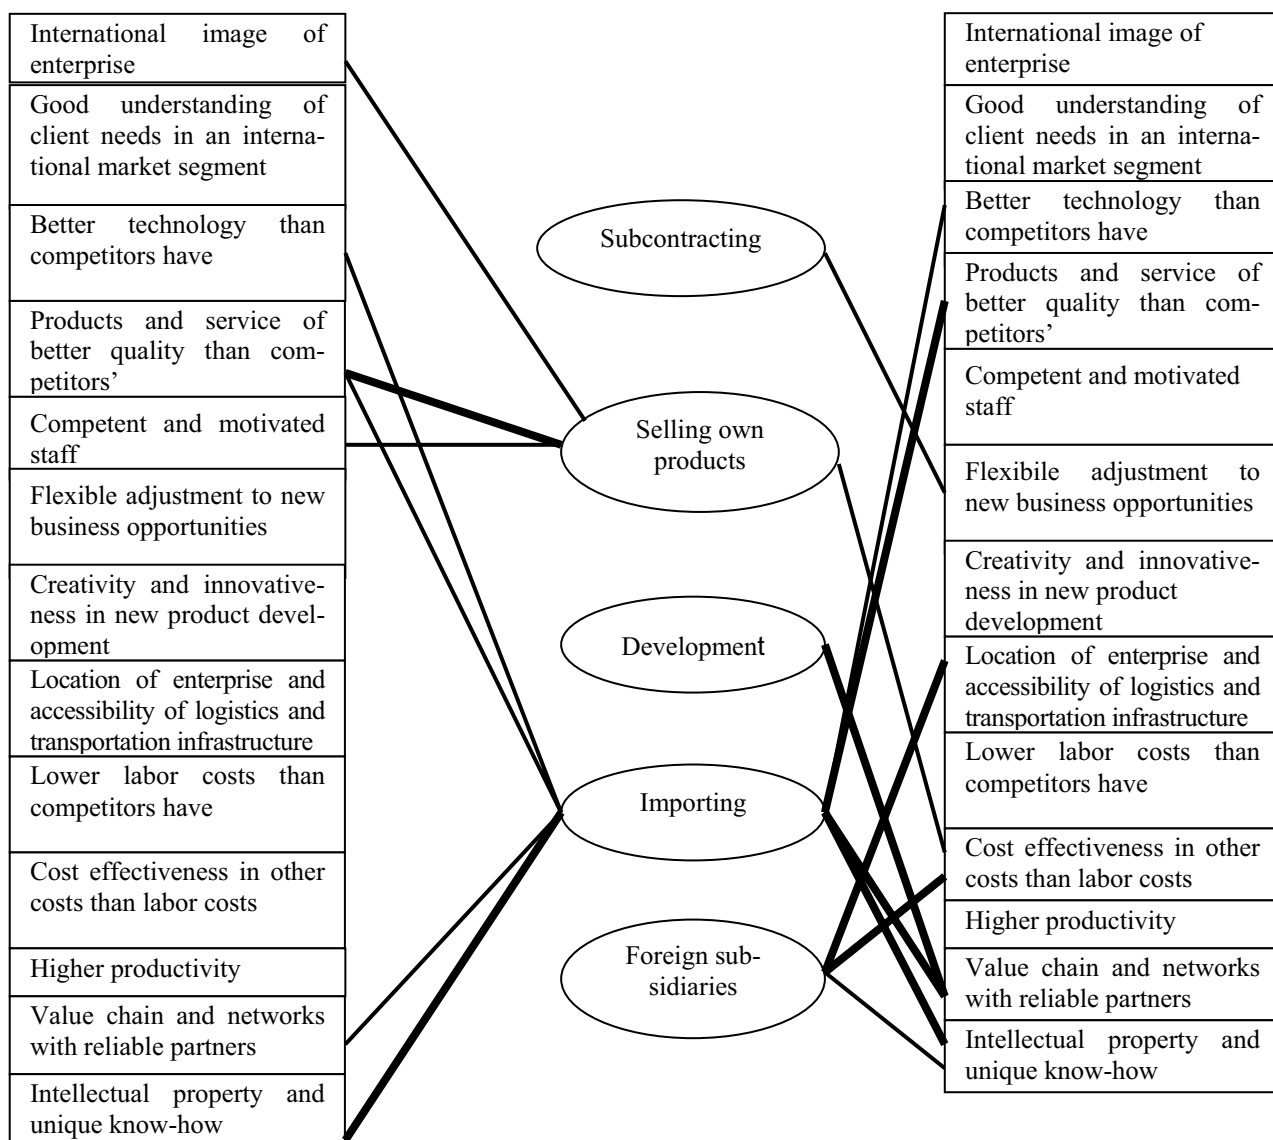 International image of
enterprise
Good understanding of
client needs in an interna-
tional market segment
Better technology than
competitors have
Products and service of
better quality than com-
petitors’
Competent and motivated
staff
Flexible adjustment to new
business opportunities
Creativity and innovative-
ness in new product devel-
opment
Location of enterprise and
accessibility of logistics and
transportation infrastructure
Lower labor costs than
competitors have
Cost effectiveness in other
costs than labor costs
Higher productivity
Value chain and networks
with reliable partners
Intellectual property and
unique know-how
Subcontracting
Selling own
products
Development
Importing
Foreign sub-
sidiaries
International image of
enterprise
Good understanding of
client needs in an interna-
tional market segment
Better technology than
competitors have
Products and service of
better quality than com-
petitors’
Competent and motivated
staff
Flexibile adjustment to
new business opportunities
Creativity and innovative-
ness in new product
development
Location of enterprise and
accessibility of logistics and
transportation infrastructure
Lower labor costs than
competitors have
Cost effectiveness in other
costs than labor costs
Higher productivity
Value chain and networks
with reliable partners
Intellectual property and
unique know-how